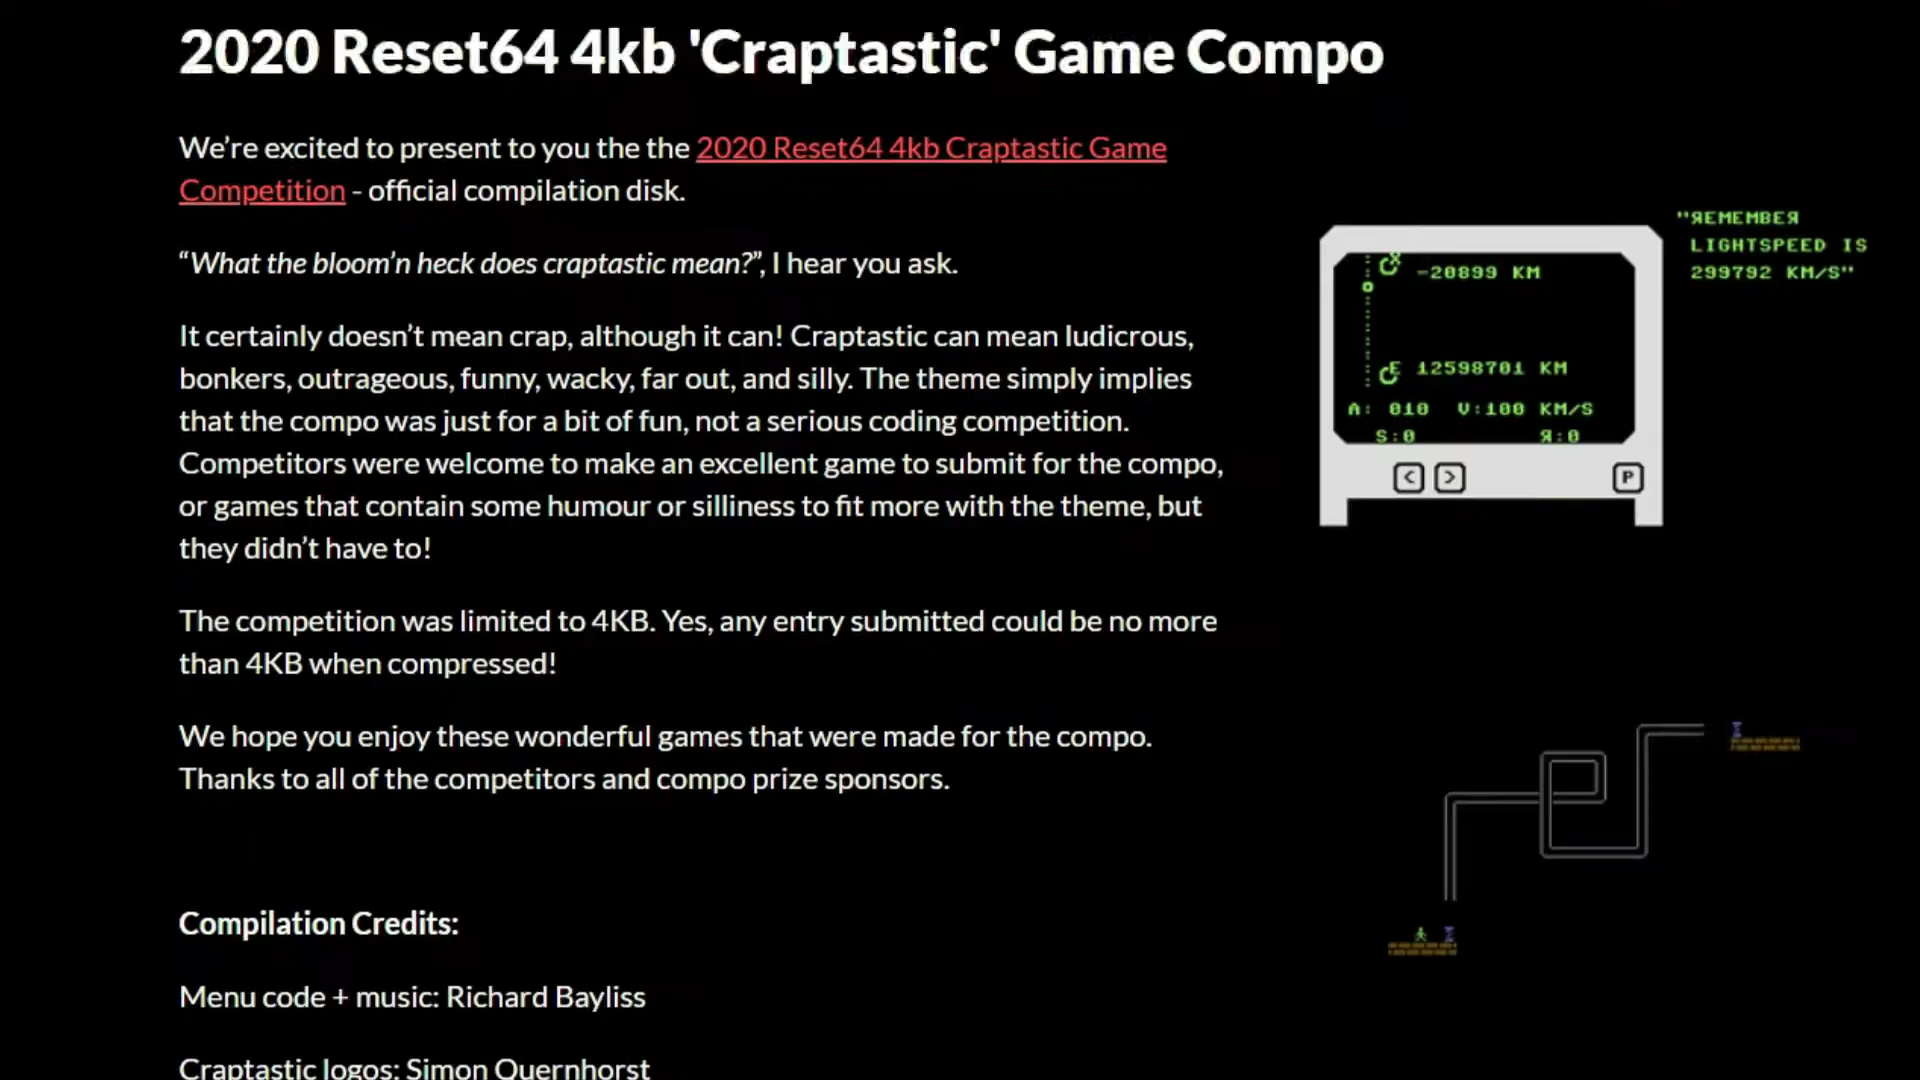 2020 Reset64 4kb 'Craptastic' Game Compo
We’re excited to present to you the the 2020 Reset64 4kb Craptastic Game
Competition - official compilation disk.
“What the bloom’n heck does craptastic mean?”, I hear you ask.
It certainly doesn’t mean crap, although it can! Craptastic can mean ludicrous,
bonkers, outrageous, funny, wacky, far out, and silly. The theme simply implies
that the compo was just for a bit of fun, not a serious coding competition.
Competitors were welcome to make an excellent game to submit for the compo,
or games that contain some humour or silliness to fit more with the theme, but
they didn’t have to!
The competition was limited to 4KB. Yes, any entry submitted could be no more
than 4KB when compressed!
We hope you enjoy these wonderful games that were made for the compo.
Thanks to all of the competitors and compo prize sponsors.
Compilation Credits:
Menu code + music: Richard Bayliss
Craptastic logos: Simon Quernhorst
"ЯEMEMBEЯ
LIGHTSPEED IS
299792 KM/S"
X -20899 KM
E 12598701 KM
A: 010 V:100 KM/S
S:0 Я:0
< > P